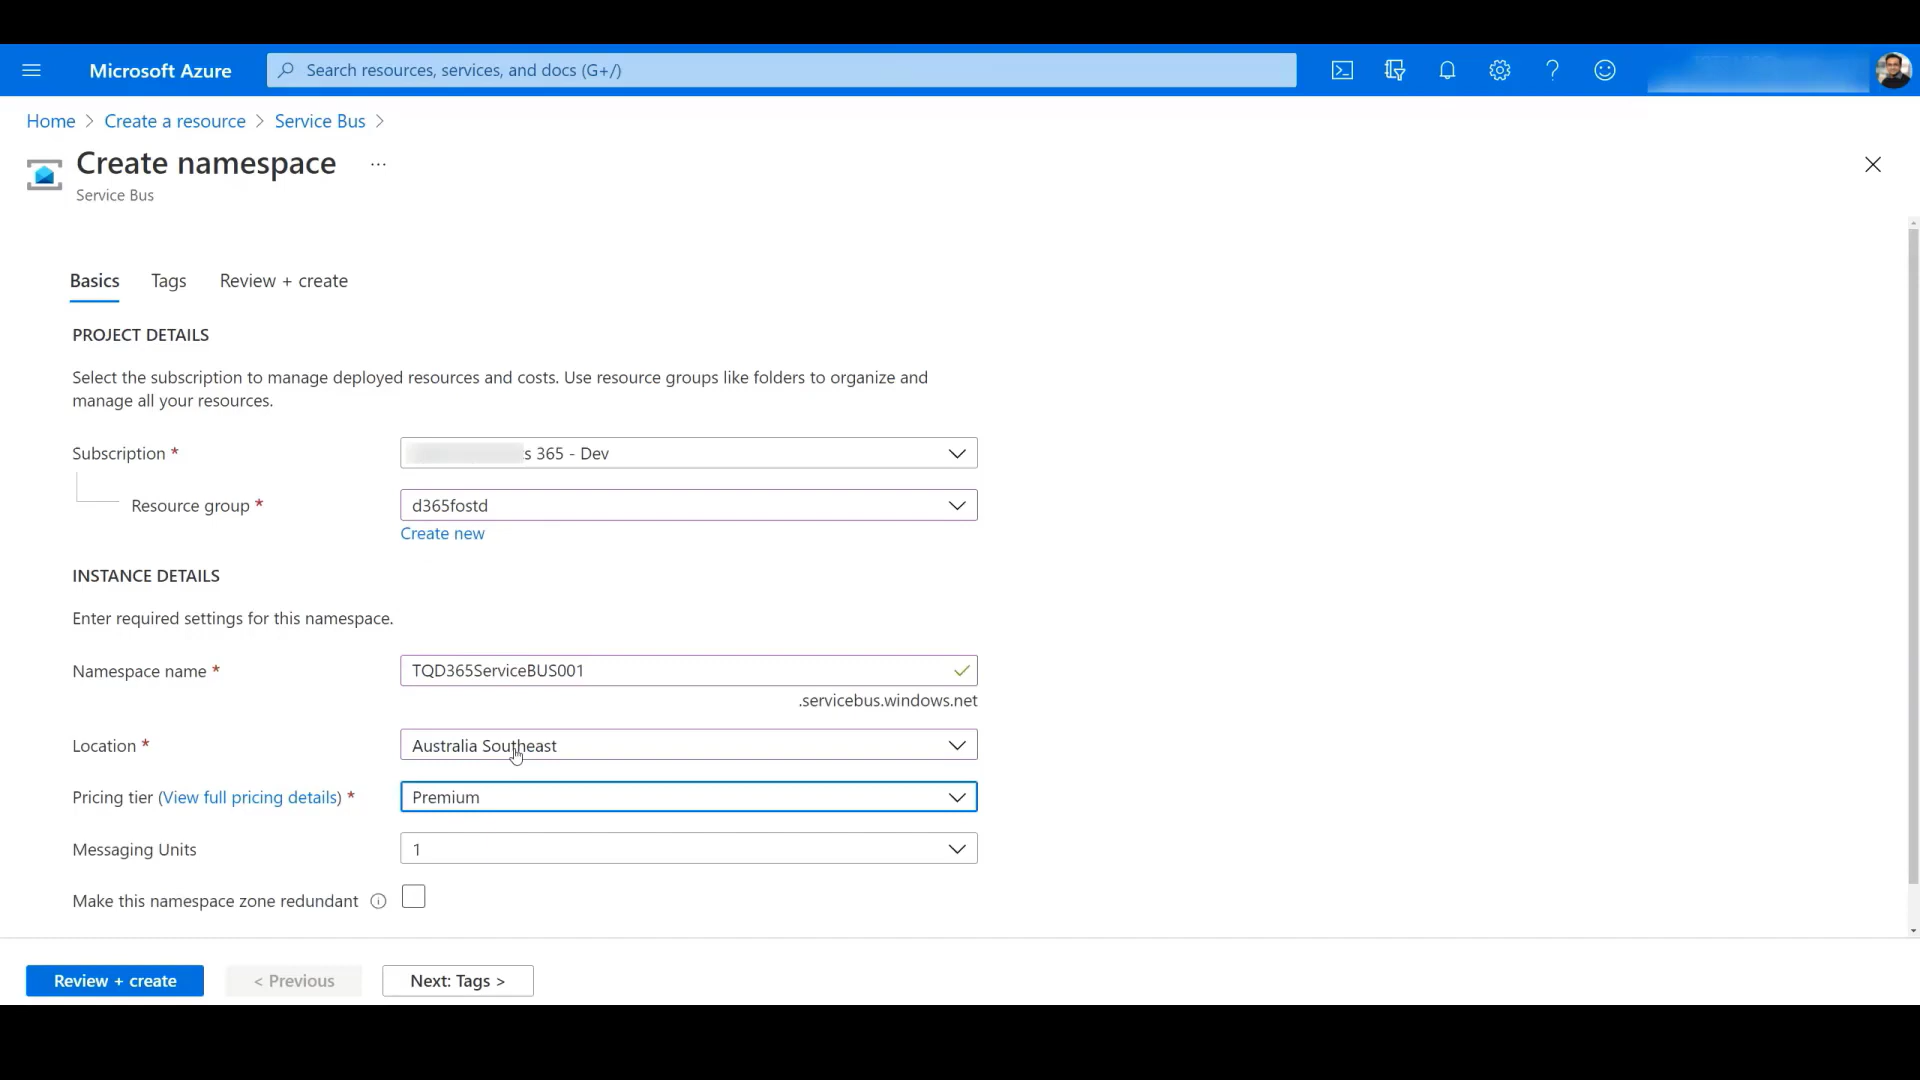 Microsoft Azure
Search resources, services, and docs (G+/)
Home > Create a resource > Service Bus >
Create namespace ...
Service Bus
Basics
Tags
Review + create
PROJECT DETAILS
Select the subscription to manage deployed resources and costs. Use resource groups like folders to organize and
manage all your resources.
Subscription *
s 365 - Dev
Resource group *
d365fostd
Create new
INSTANCE DETAILS
Enter required settings for this namespace.
Namespace name *
TQD365ServiceBUS001
.servicebus.windows.net
Location *
Australia Southeast
Pricing tier (View full pricing details) *
Premium
Messaging Units
1
Make this namespace zone redundant
Review + create
< Previous
Next: Tags >